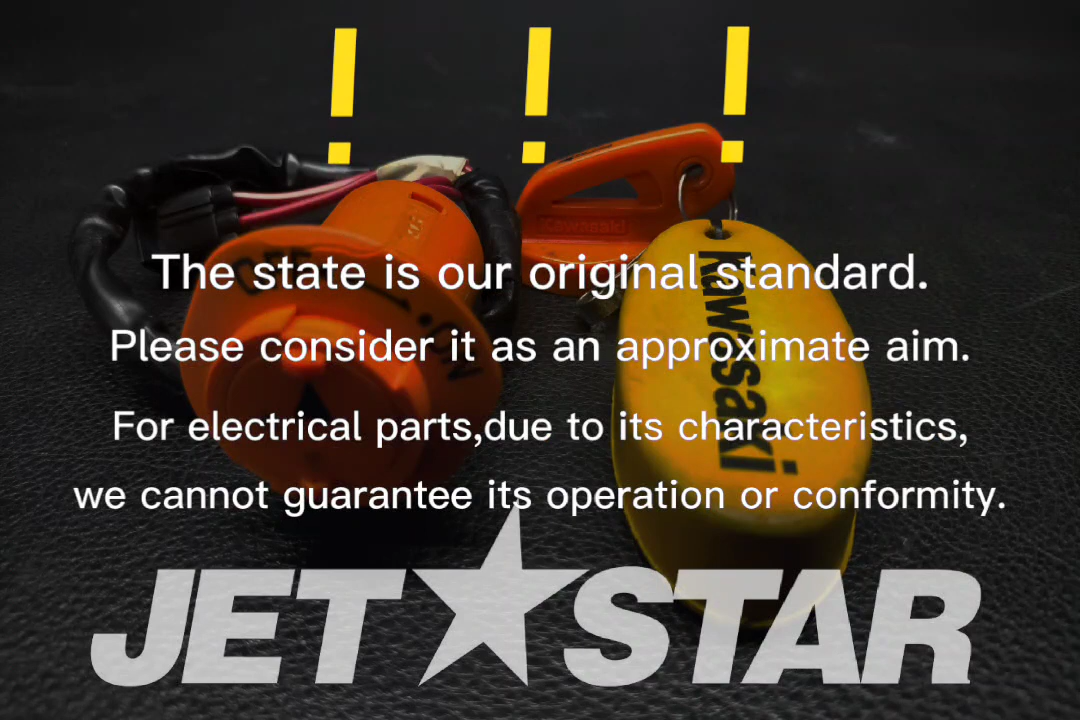 ! ! !
Kawasaki
The state is our original standard.
Kawasaki
Please consider it as an approximate aim.
For electrical parts,due to its characteristics,
we cannot guarantee its operation or conformity.
JET★STAR